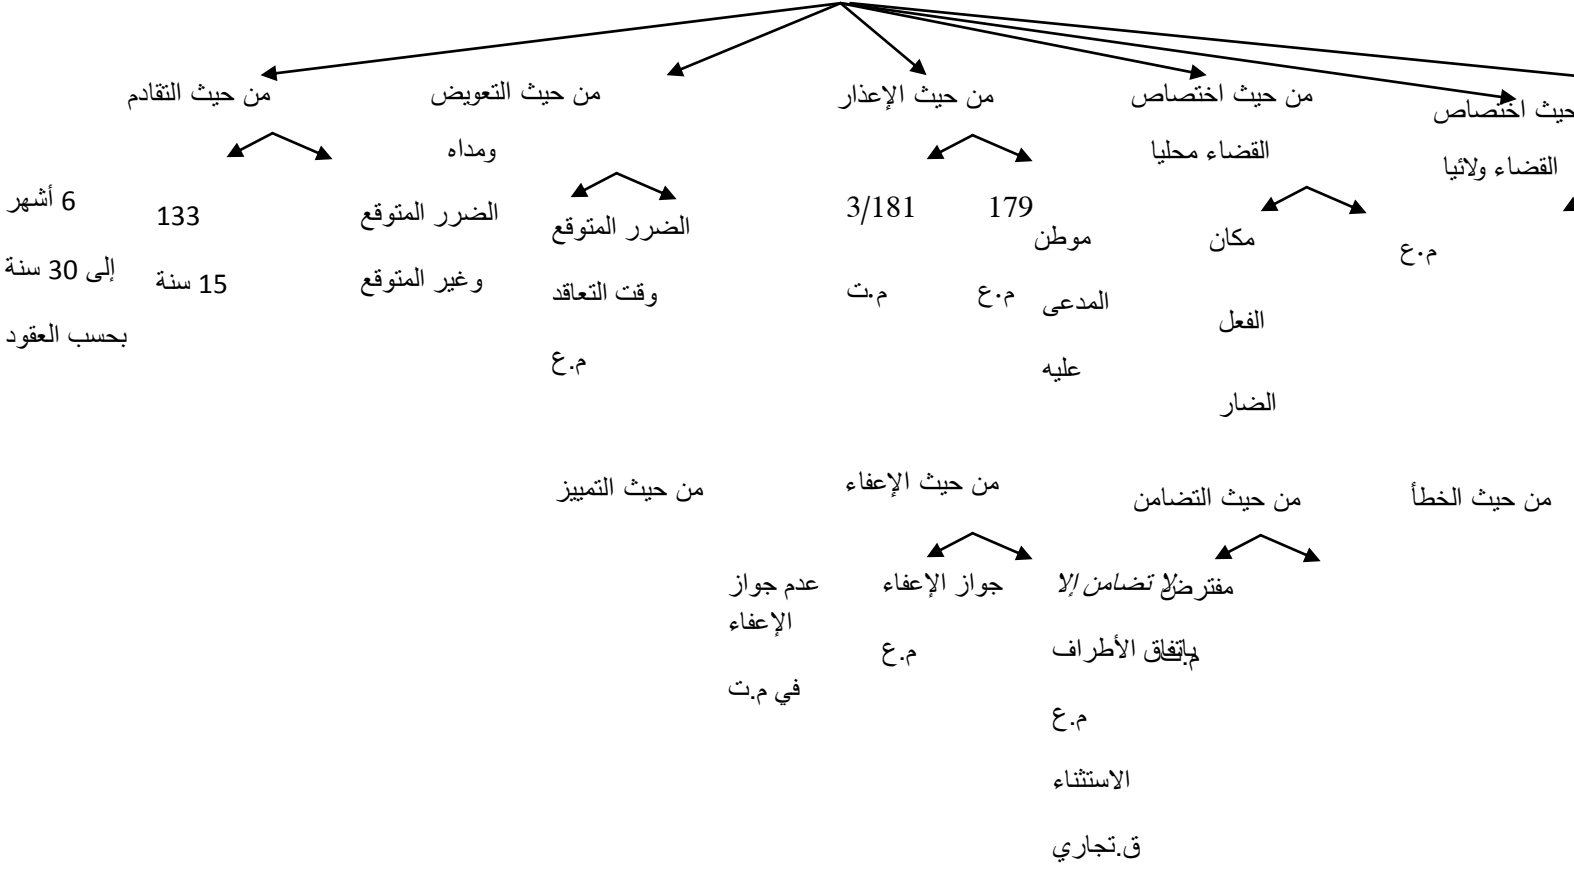 من حيث اختصاص
القضاء ولائيا
م.ع
من حيث اختصاص
القضاء محليا
مكان
الفعل
الضار
موطن
المدعى
عليه
من حيث الإعذار
179
م.ع
3/181
م.ت
من حيث التعويض
ومداه
الضرر المتوقع
وقت التعاقد
م.ع
الضرر المتوقع
وغير المتوقع
من حيث التقادم
133
15 سنة
6 أشهر
إلى 30 سنة
بحسب العقود
من حيث الخطأ
من حيث التضامن
مفترض
لا تضامن إلا
باتفاق الأطراف
م.ع
الاستثناء
ق.تجاري
من حيث الإعفاء
جواز الإعفاء
م.ع
عدم جواز
الإعفاء
في م.ت
من حيث التمييز